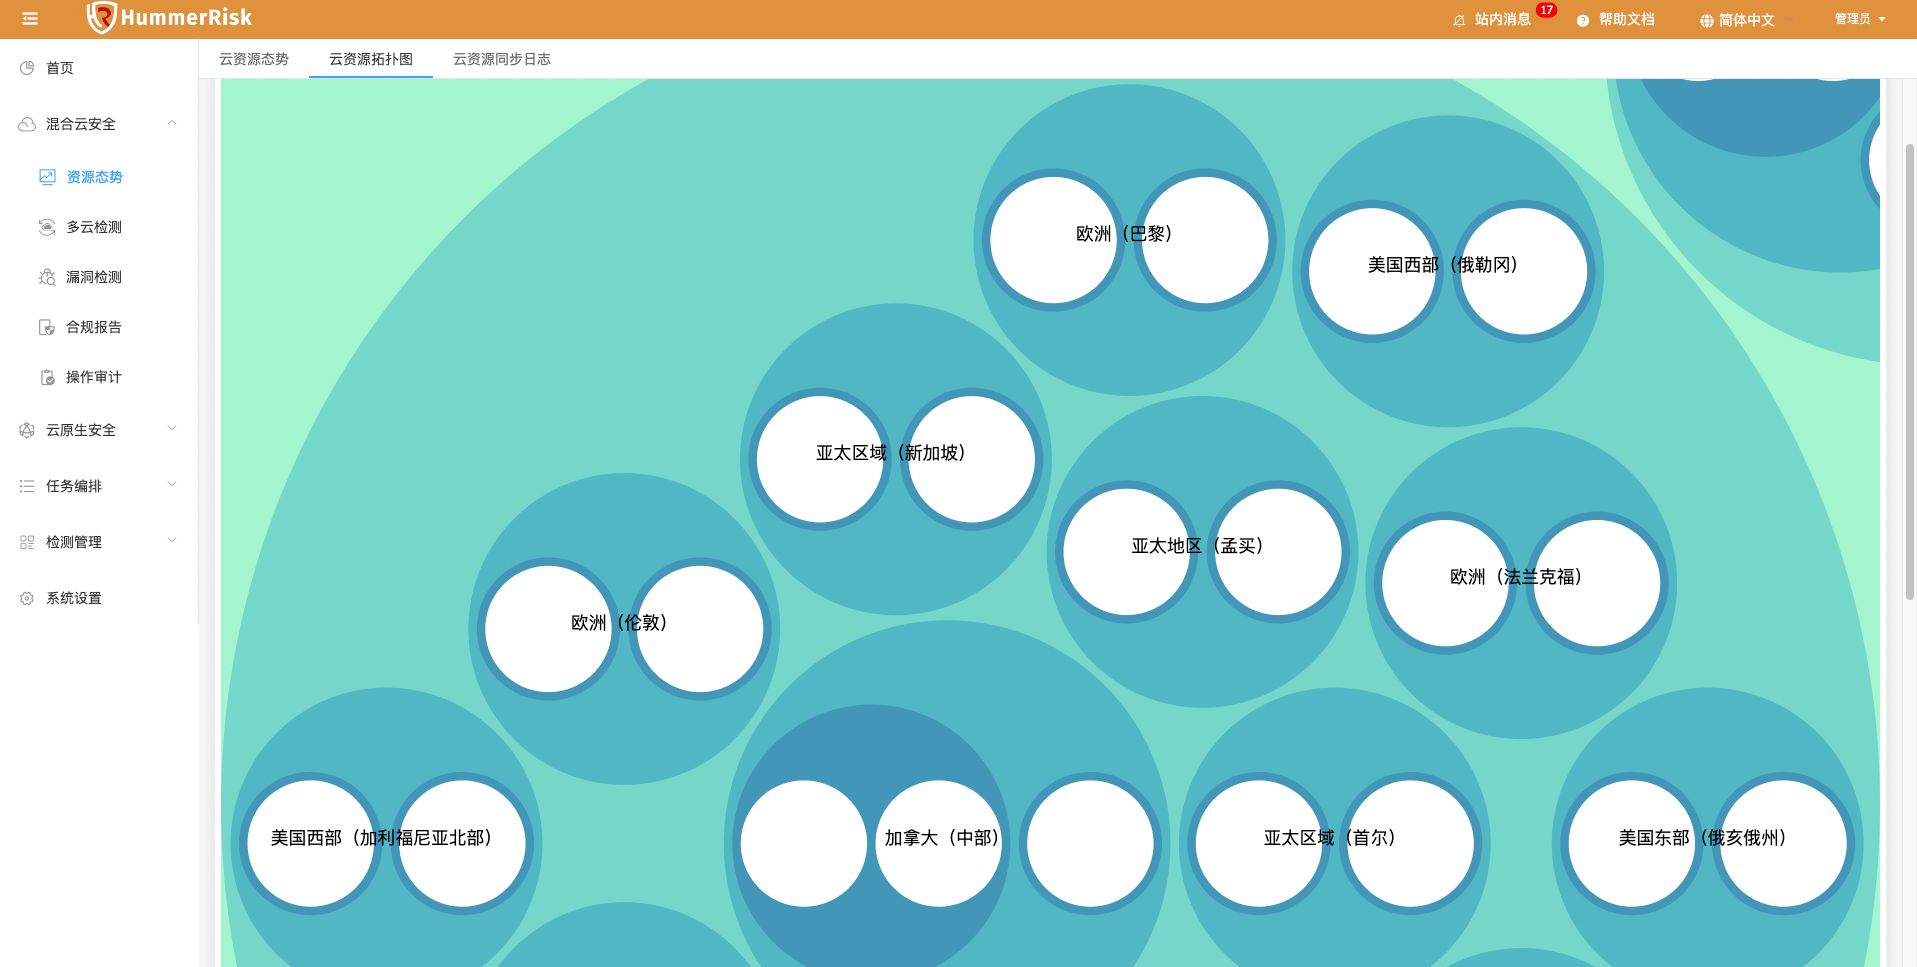 HummerRisk
站内消息 17
帮助文档
简体中文
管理员
首页
混合云安全
资源态势
多云检测
漏洞检测
合规报告
操作审计
云原生安全
任务编排
检测管理
系统设置
云资源态势
云资源拓扑图
云资源同步日志
欧洲（巴黎）
美国西部（俄勒冈）
亚太区域（新加坡）
亚太地区（孟买）
欧洲（法兰克福）
欧洲（伦敦）
美国西部（加利福尼亚北部）
加拿大（中部）
亚太区域（首尔）
美国东部（俄亥俄州）